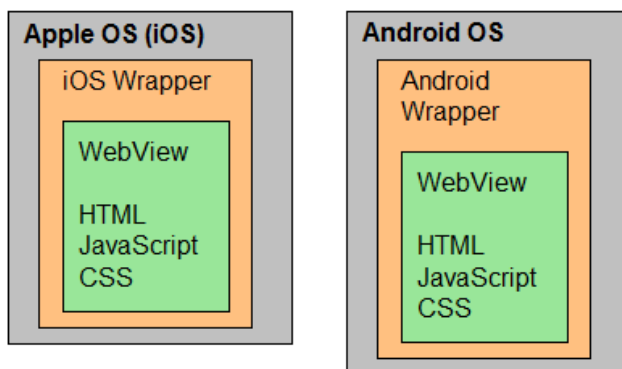 Apple OS (iOS)
iOS Wrapper
WebView
HTML
JavaScript
CSS
Android OS
Android
Wrapper
WebView
HTML
JavaScript
CSS